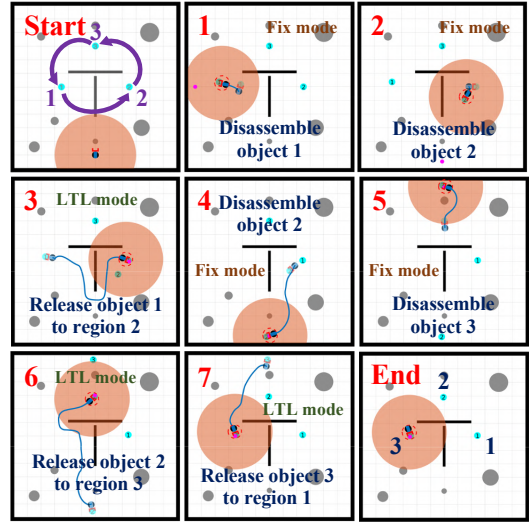 Start
3
1
2
1
Fix mode
Disassemble
object 1
2
Fix mode
Disassemble
object 2
3
LTL mode
Release object 1
to region 2
4
Disassemble
object 2
Fix mode
5
Fix mode
Disassemble
object 3
6
LTL mode
Release object 2
to region 3
7
LTL mode
Release object 3
to region 1
End
2
3
1